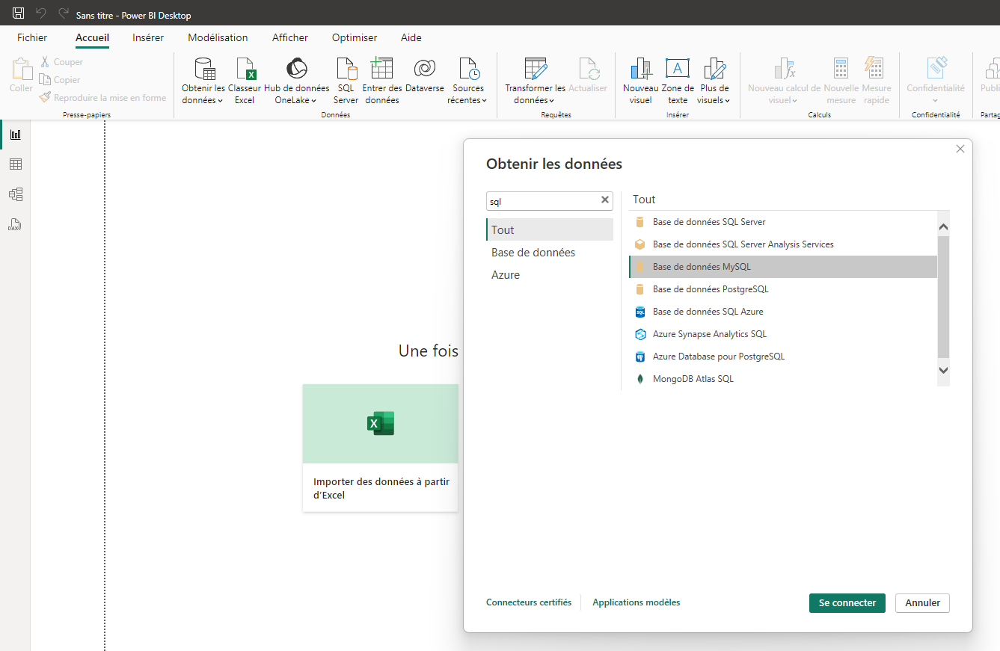 Sans titre - Power BI Desktop
Fichier Accueil Insérer Modélisation Afficher Optimiser Aide
Coller
Couper
Copier
Reproduire la mise en forme
Presse-papiers
Obtenir les
données
Classeur
Excel
Hub de données
OneLake
SQL
Server
Entrer des
données
Dataverse
Sources
récentes
Données
Transformer les
données
Actualiser
Requêtes
Nouveau
visuel
Zone de
texte
A
Plus de
visuels
Insérer
Nouveau calcul de
visuel
Nouvelle
mesure
Mesure
rapide
Calculs
Confidentialité
Confidentialité
Publi
Partag
DAX
Une fois
X
Importer des données à partir
d'Excel
Obtenir les données
sql
Tout
Base de données
Azure
Tout
Base de données SQL Server
Base de données SQL Server Analysis Services
Base de données MySQL
Base de données PostgreSQL
SQL
Base de données SQL Azure
Azure Synapse Analytics SQL
Azure Database pour PostgreSQL
MongoDB Atlas SQL
Connecteurs certifiés
Applications modèles
Se connecter
Annuler